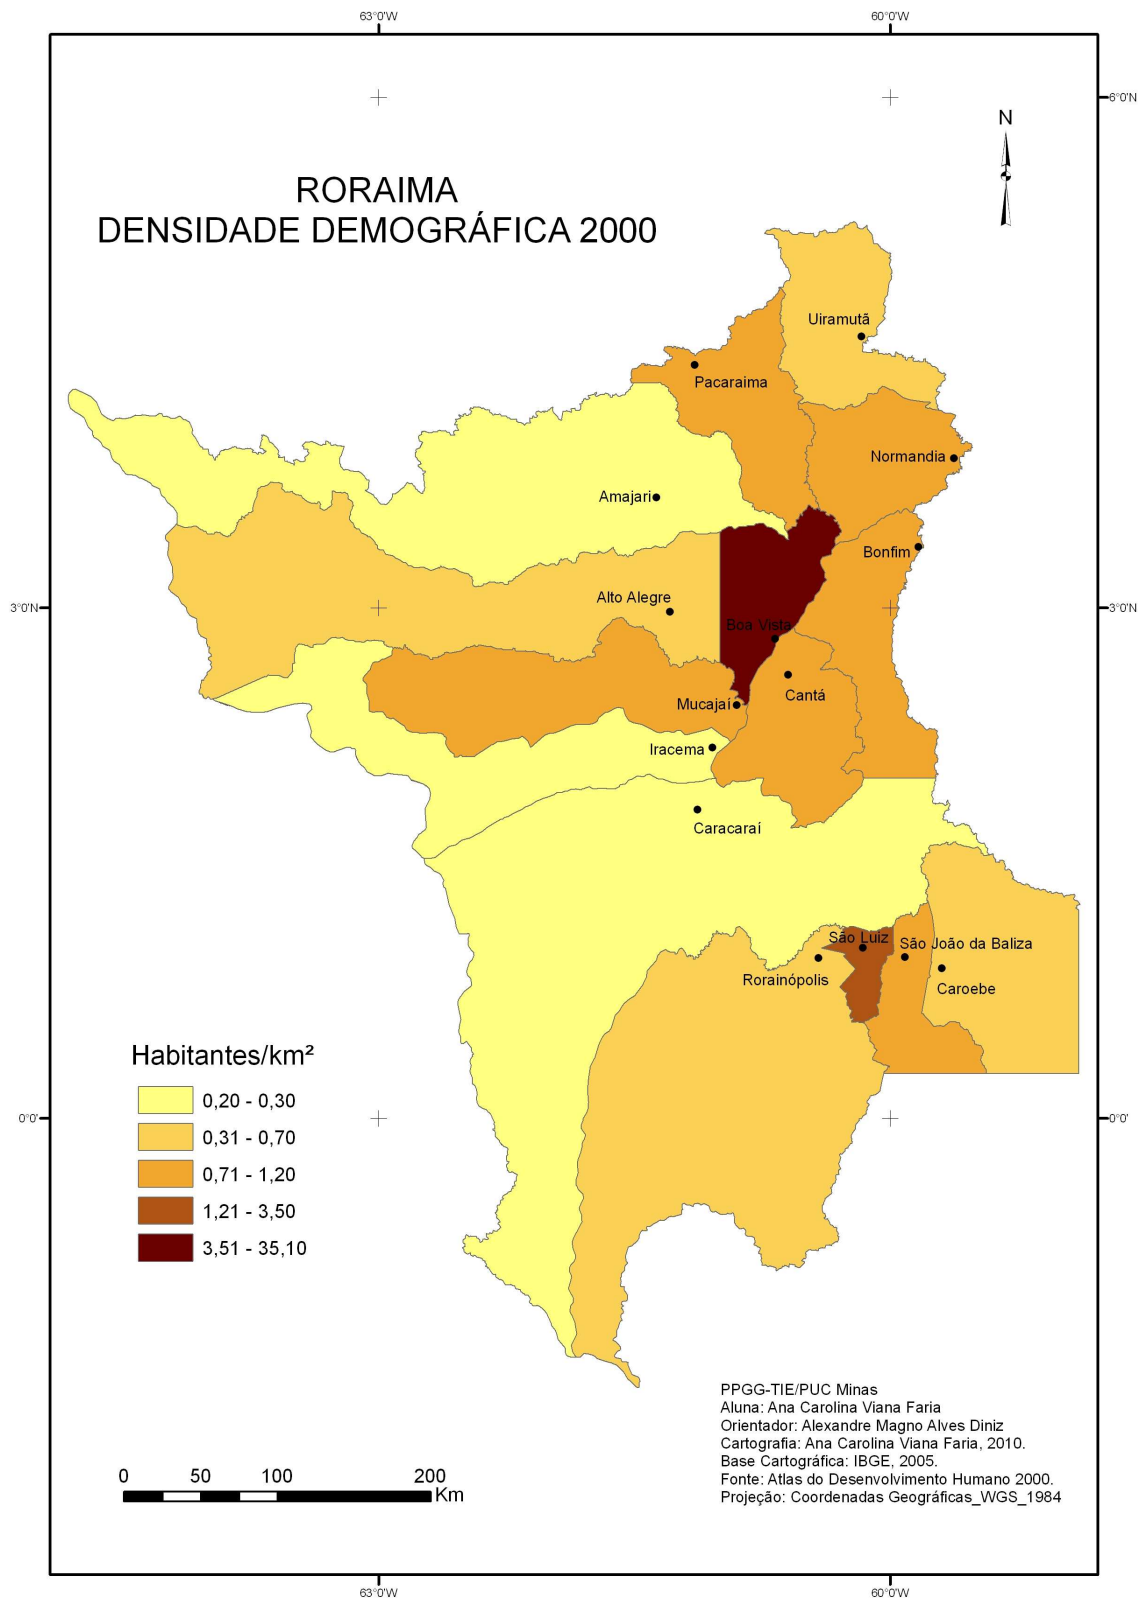 63°0'W
60°0'W
6°0'N
N
RORAIMA
DENSIDADE DEMOGRÁFICA 2000
Uiramutã
Pacaraima
Normandia
Amajari
Bonfim
Alto Alegre
3°0'N
3°0'N
Boa Vista
Cantá
Mucajaí
Iracema
Caracaraí
São Luiz
São João da Baliza
Rorainópolis
Caroebe
Habitantes/km²
0,20 - 0,30
0,31 - 0,70
0,71 - 1,20
1,21 - 3,50
3,51 - 35,10
0°0'
0°0'
PPGG-TIE/PUC Minas
Aluna: Ana Carolina Viana Faria
Orientador: Alexandre Magno Alves Diniz
Cartografia: Ana Carolina Viana Faria, 2010.
Base Cartográfica: IBGE, 2005.
Fonte: Atlas do Desenvolvimento Humano 2000.
Projeção: Coordenadas Geográficas_WGS_1984
0 50 100 200
Km
63°0'W
60°0'W